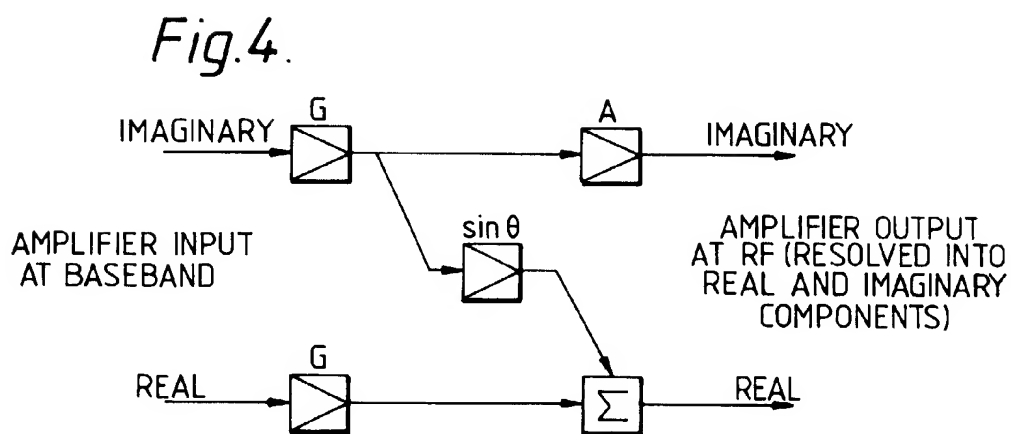 Fig.4.
G
A
IMAGINARY
IMAGINARY
sin θ
AMPLIFIER INPUT
AT BASEBAND
AMPLIFIER OUTPUT
AT RF (RESOLVED INTO
REAL AND IMAGINARY
COMPONENTS)
G
REAL
Σ
REAL